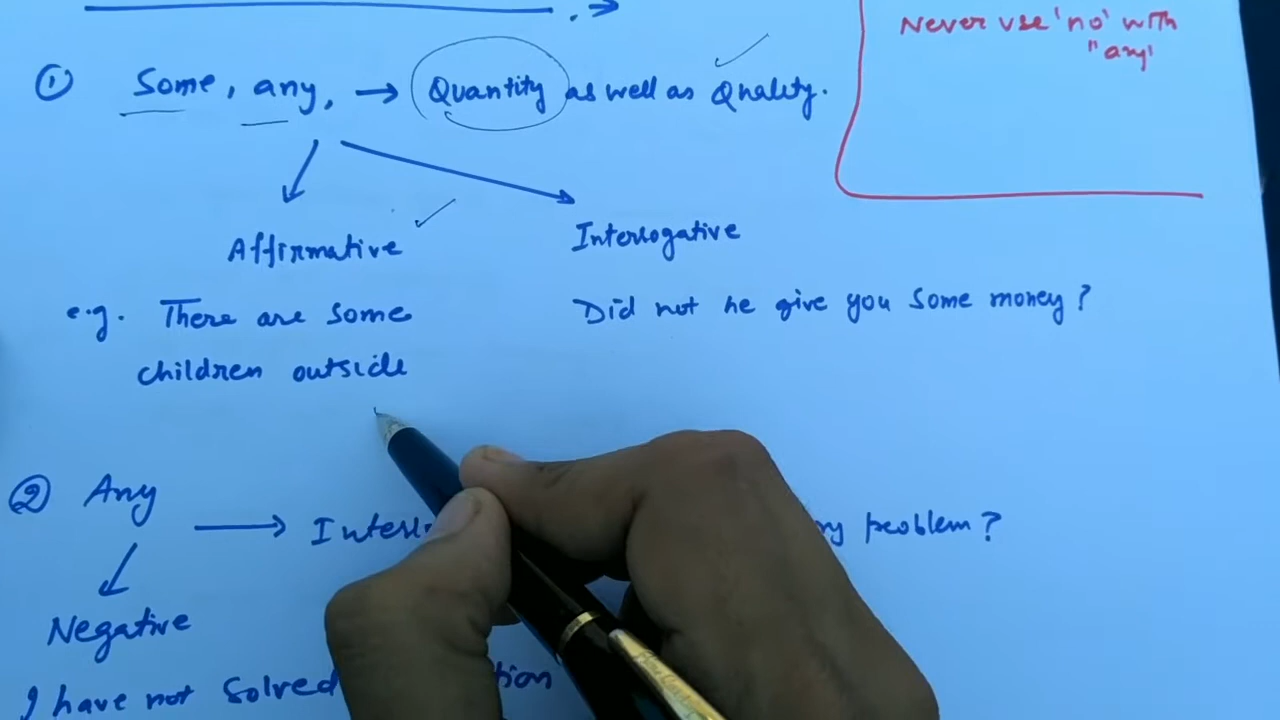 Never use 'no' with
"any'
① Some, any, → Quantity as well as Quality.
Affirmative
Interrogative
e.g. There are some
children outside
Did not he give you some money?
② Any
→
problem?
Negative
I have not solved